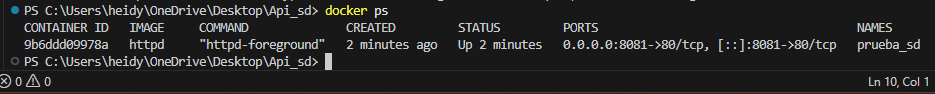 PS C:\Users\heidy\OneDrive\Desktop\Api_sd> docker ps
CONTAINER ID   IMAGE     COMMAND              CREATED         STATUS         PORTS                                     NAMES
9b6ddd09978a   httpd     "httpd-foreground"   2 minutes ago   Up 2 minutes   0.0.0.0:8081->80/tcp, [::]:8081->80/tcp   prueba_sd
PS C:\Users\heidy\OneDrive\Desktop\Api_sd>
0 0 Ln 10, Col 1